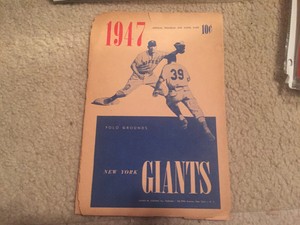 1947
10¢
39
POLO GROUNDS
NEW YORK GIANTS